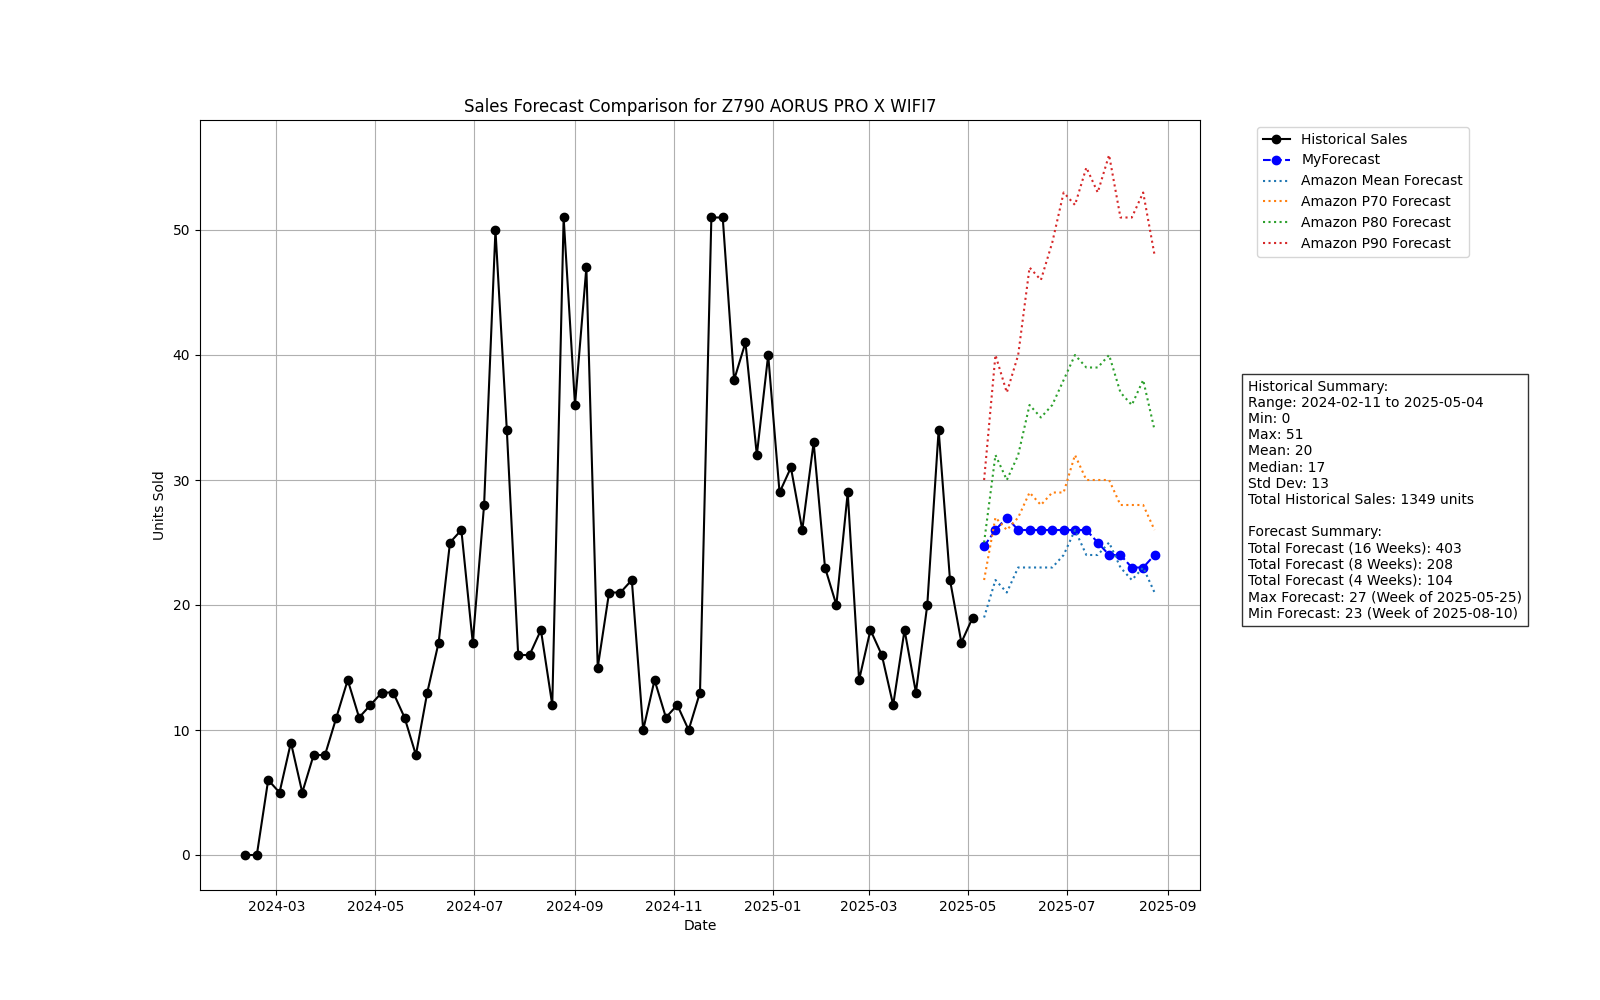 Sales Forecast Comparison for Z790 AORUS PRO X WIFI7
Historical Sales
MyForecast
Amazon Mean Forecast
Amazon P70 Forecast
Amazon P80 Forecast
Amazon P90 Forecast
50
40
30
20
10
0
Units Sold
2024-03
2024-05
2024-07
2024-09
2024-11
2025-01
2025-03
2025-05
2025-07
2025-09
Date
Historical Summary:
Range: 2024-02-11 to 2025-05-04
Min: 0
Max: 51
Mean: 20
Median: 17
Std Dev: 13
Total Historical Sales: 1349 units
Forecast Summary:
Total Forecast (16 Weeks): 403
Total Forecast (8 Weeks): 208
Total Forecast (4 Weeks): 104
Max Forecast: 27 (Week of 2025-05-25)
Min Forecast: 23 (Week of 2025-08-10)